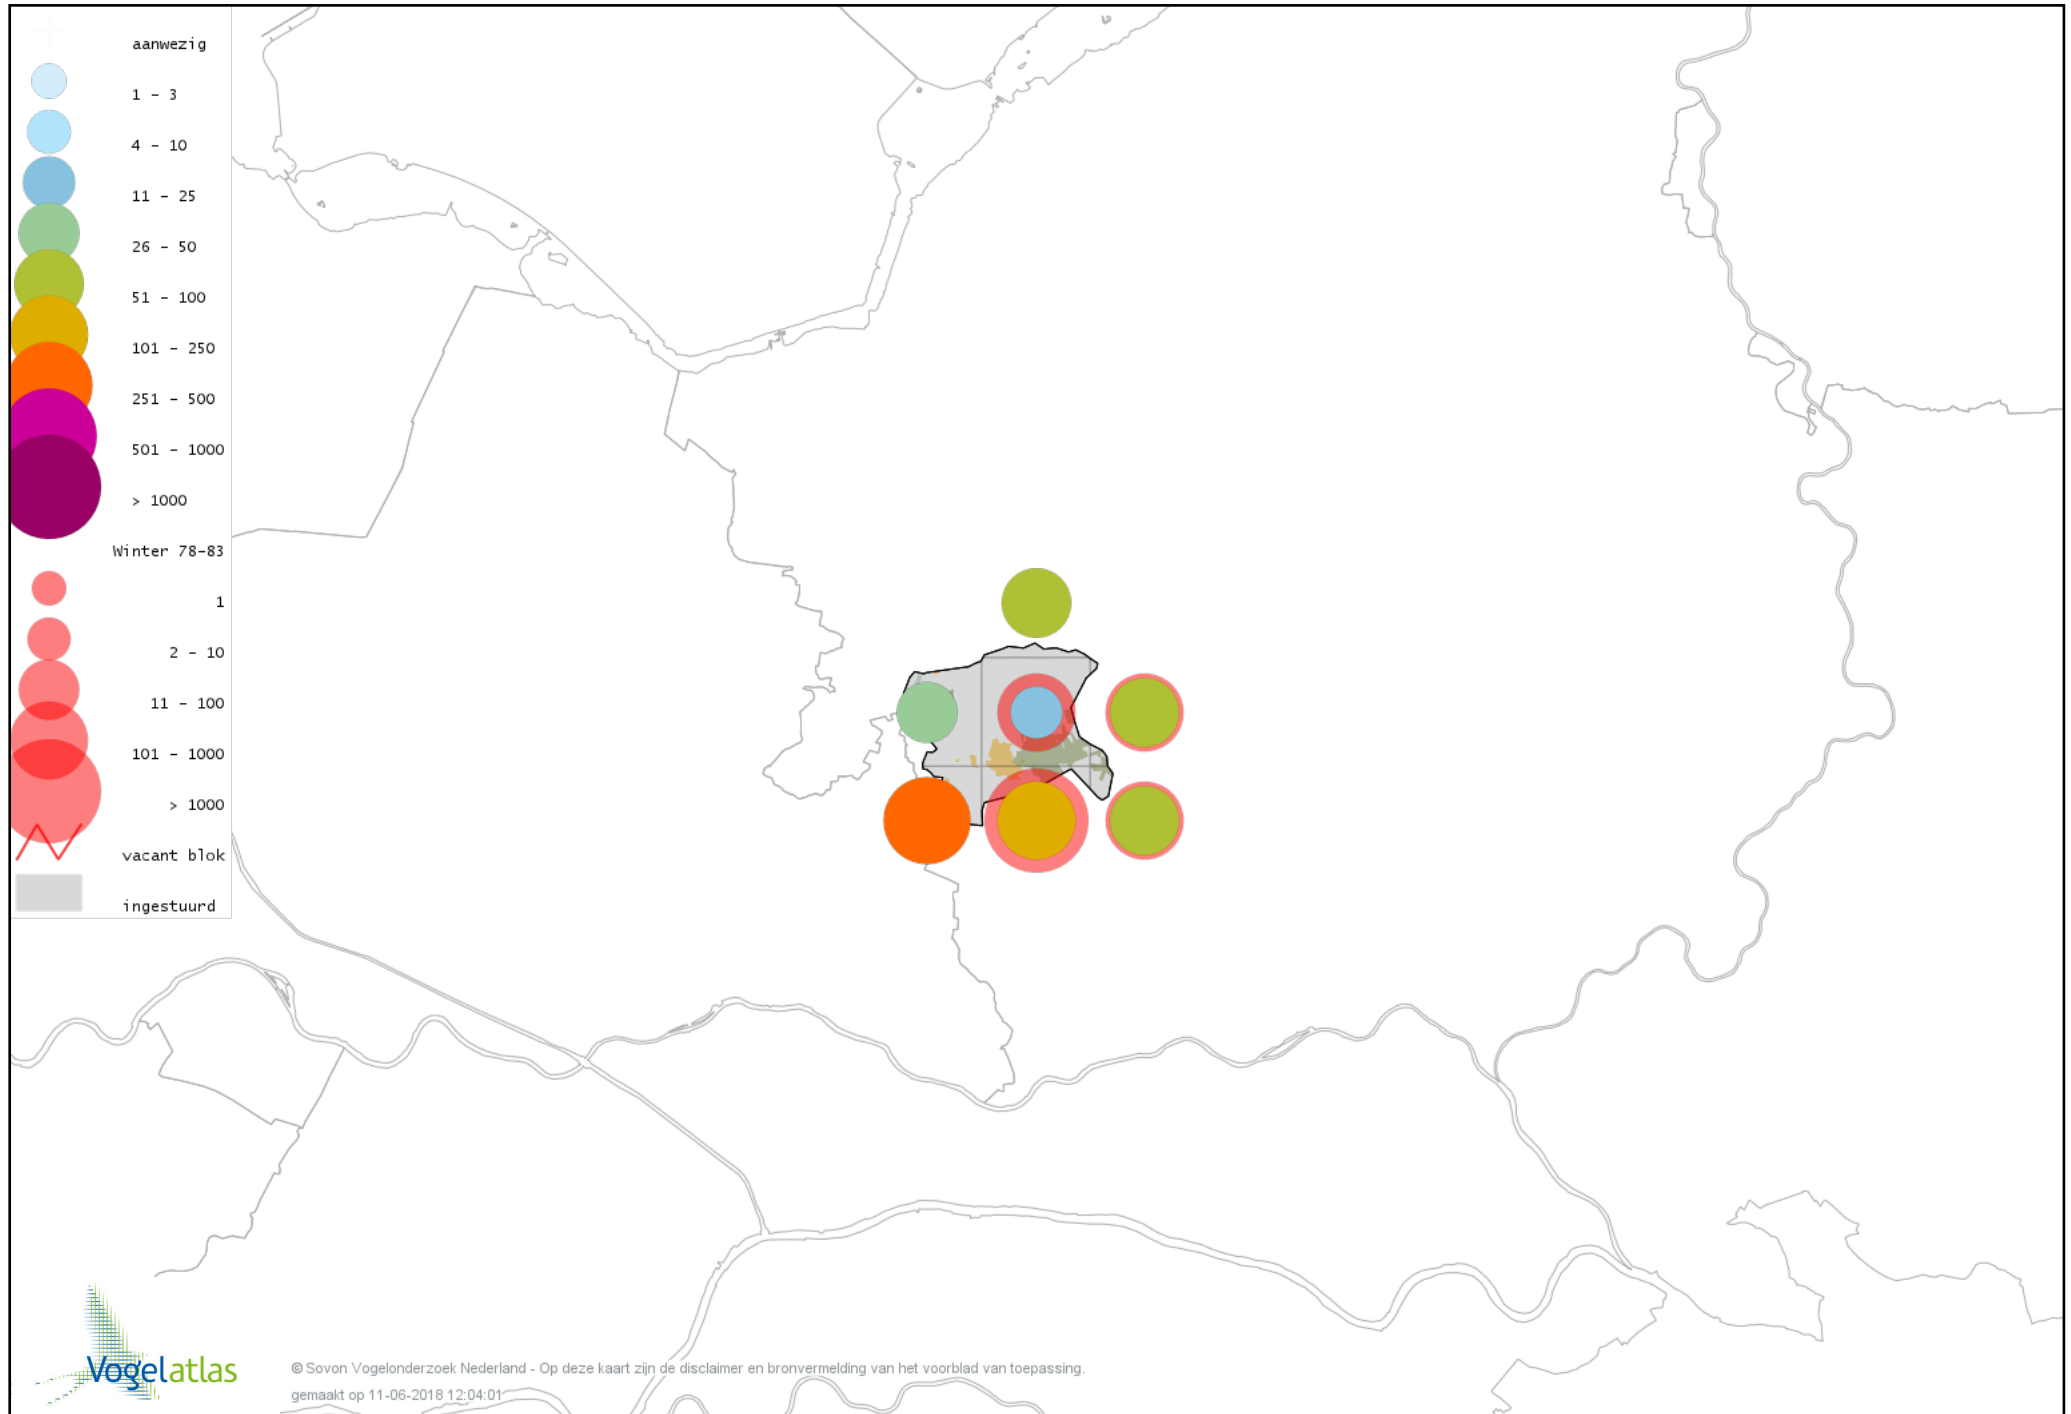 aanwezig
1 - 3
4 - 10
11 - 25
26 - 50
51 - 100
101 - 250
251 - 500
501 - 1000
> 1000
Winter 78-83
1
2 - 10
11 - 100
101 - 1000
> 1000
vacant blok
ingestuurd
Vogelatlas
© Sovon Vogelonderzoek Nederland - Op deze kaart zijn de disclaimer en bronvermelding van het voorblad van toepassing.
gemaakt op 11-06-2018 12:04:01